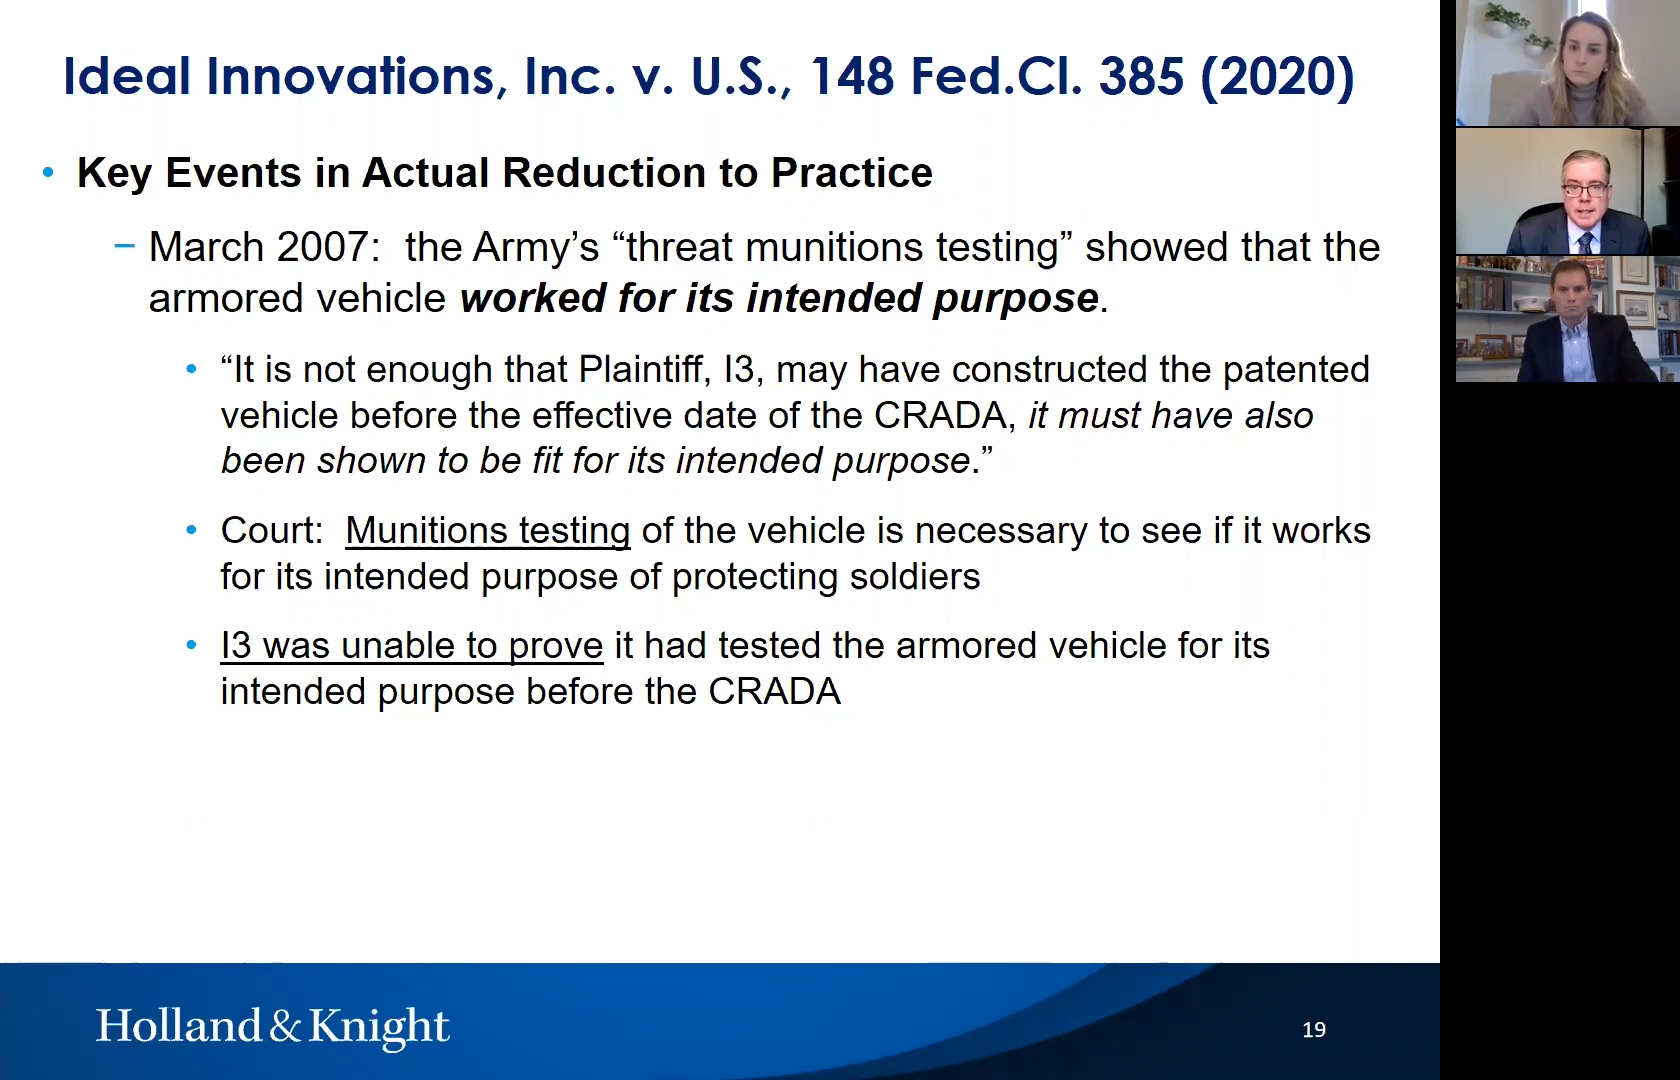 Ideal Innovations, Inc. v. U.S., 148 Fed.Cl. 385 (2020)
• Key Events in Actual Reduction to Practice
– March 2007:  the Army’s “threat munitions testing” showed that the
armored vehicle worked for its intended purpose.
• “It is not enough that Plaintiff, I3, may have constructed the patented
vehicle before the effective date of the CRADA, it must have also
been shown to be fit for its intended purpose.”
• Court:  Munitions testing of the vehicle is necessary to see if it works
for its intended purpose of protecting soldiers
• I3 was unable to prove it had tested the armored vehicle for its
intended purpose before the CRADA
Holland & Knight
19